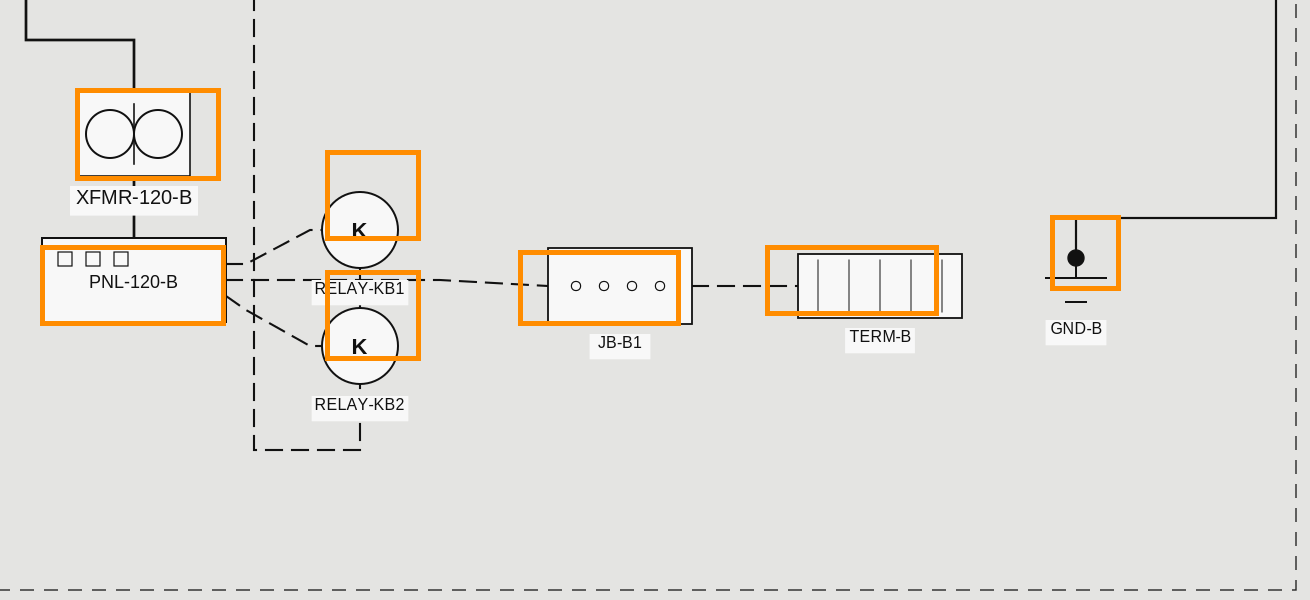 XFMR-120-B
PNL-120-B
K
RELAY-KB1
K
RELAY-KB2
JB-B1
TERM-B
GND-B